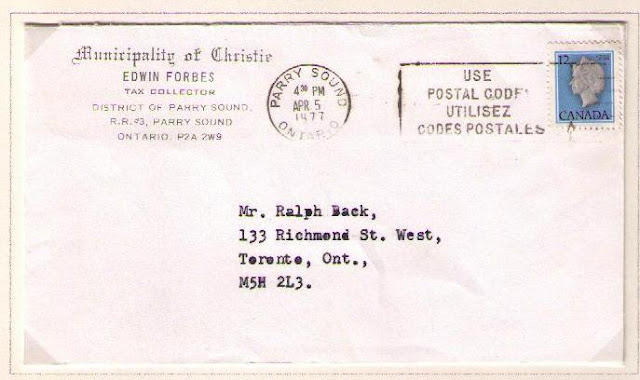 Municipality of Christie
EDWIN FORBES
TAX COLLECTOR
DISTRICT OF PARRY SOUND,
R.R. #3, PARRY SOUND
ONTARIO, P2A 2W9
PARRY SOUND
4 30 PM
APR 5
1977
ONTARIO
USE
POSTAL CODES
UTILISEZ
CODES POSTALES
12
CANADA
Mr. Ralph Back,
133 Richmond St. West,
Terente, Ont.,
M5H 2L3.